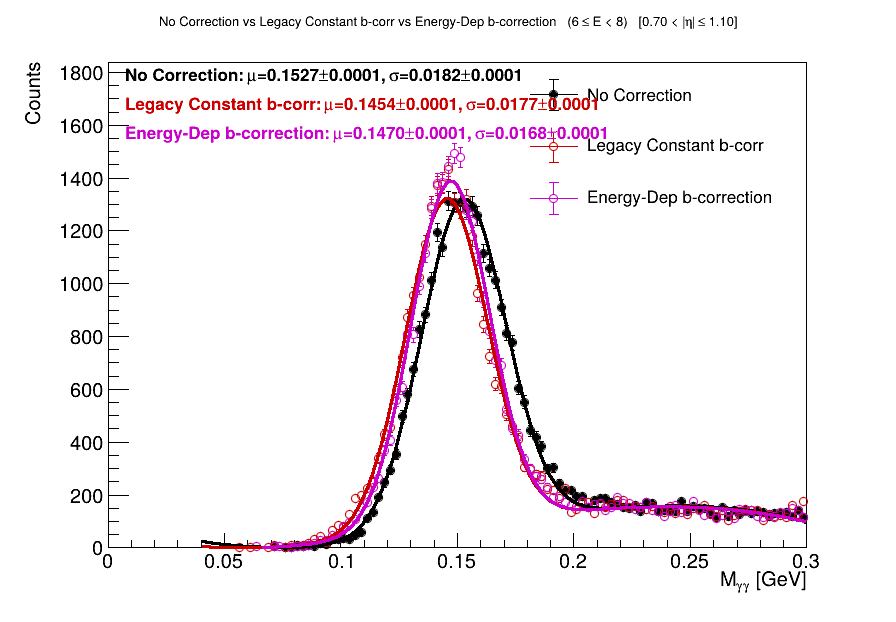 No Correction vs Legacy Constant b-corr vs Energy-Dep b-correction (6 ≤ E < 8) [0.70 < |η| ≤ 1.10]
Counts
1800
1600
1400
1200
1000
800
600
400
200
0
No Correction: μ=0.1527±0.0001, σ=0.0182±0.0001
Legacy Constant b-corr: μ=0.1454±0.0001, σ=0.0177±0.0001
Energy-Dep b-correction: μ=0.1470±0.0001, σ=0.0168±0.0001
No Correction
Legacy Constant b-corr
Energy-Dep b-correction
0 0.05 0.1 0.15 0.2 0.25 0.3
Mγγ [GeV]